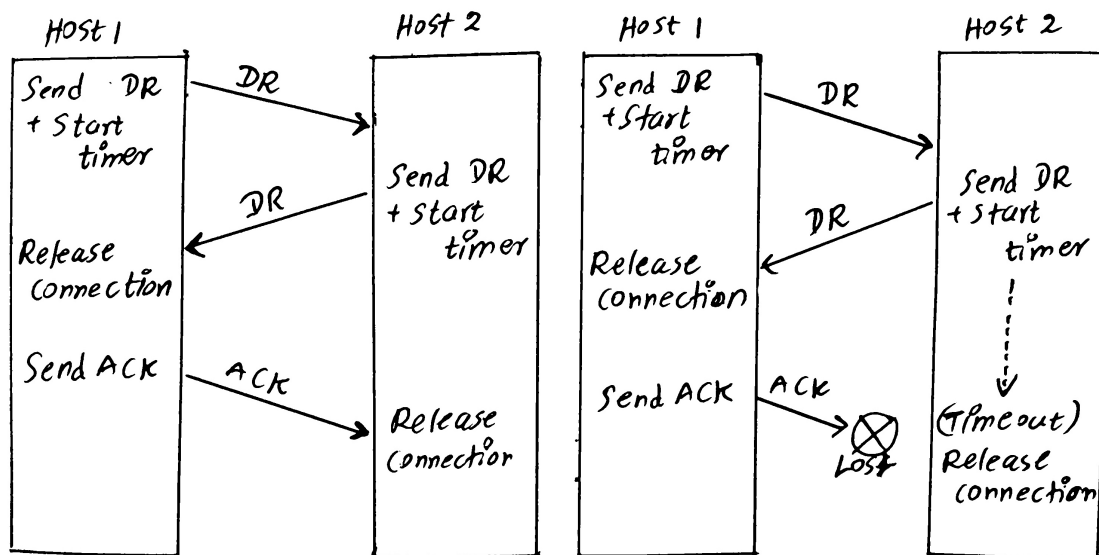 Host 1
Host 2
Send DR
+ Start
timer
DR
Send DR
+ Start
timer
DR
Release
connection
Send ACK
ACK
Release
connection
Host 1
Host 2
Send DR
+ Start
timer
DR
Send DR
+ Start
timer
DR
Release
connection
Send ACK
ACK
Lost
(Timeout)
Release
connection